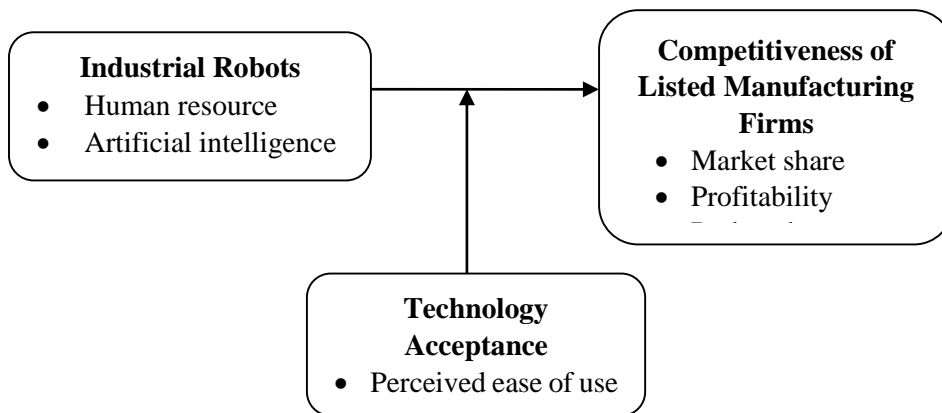 Industrial Robots
• Human resource
• Artificial intelligence
Competitiveness of
Listed Manufacturing
Firms
• Market share
• Profitability
Technology
Acceptance
• Perceived ease of use